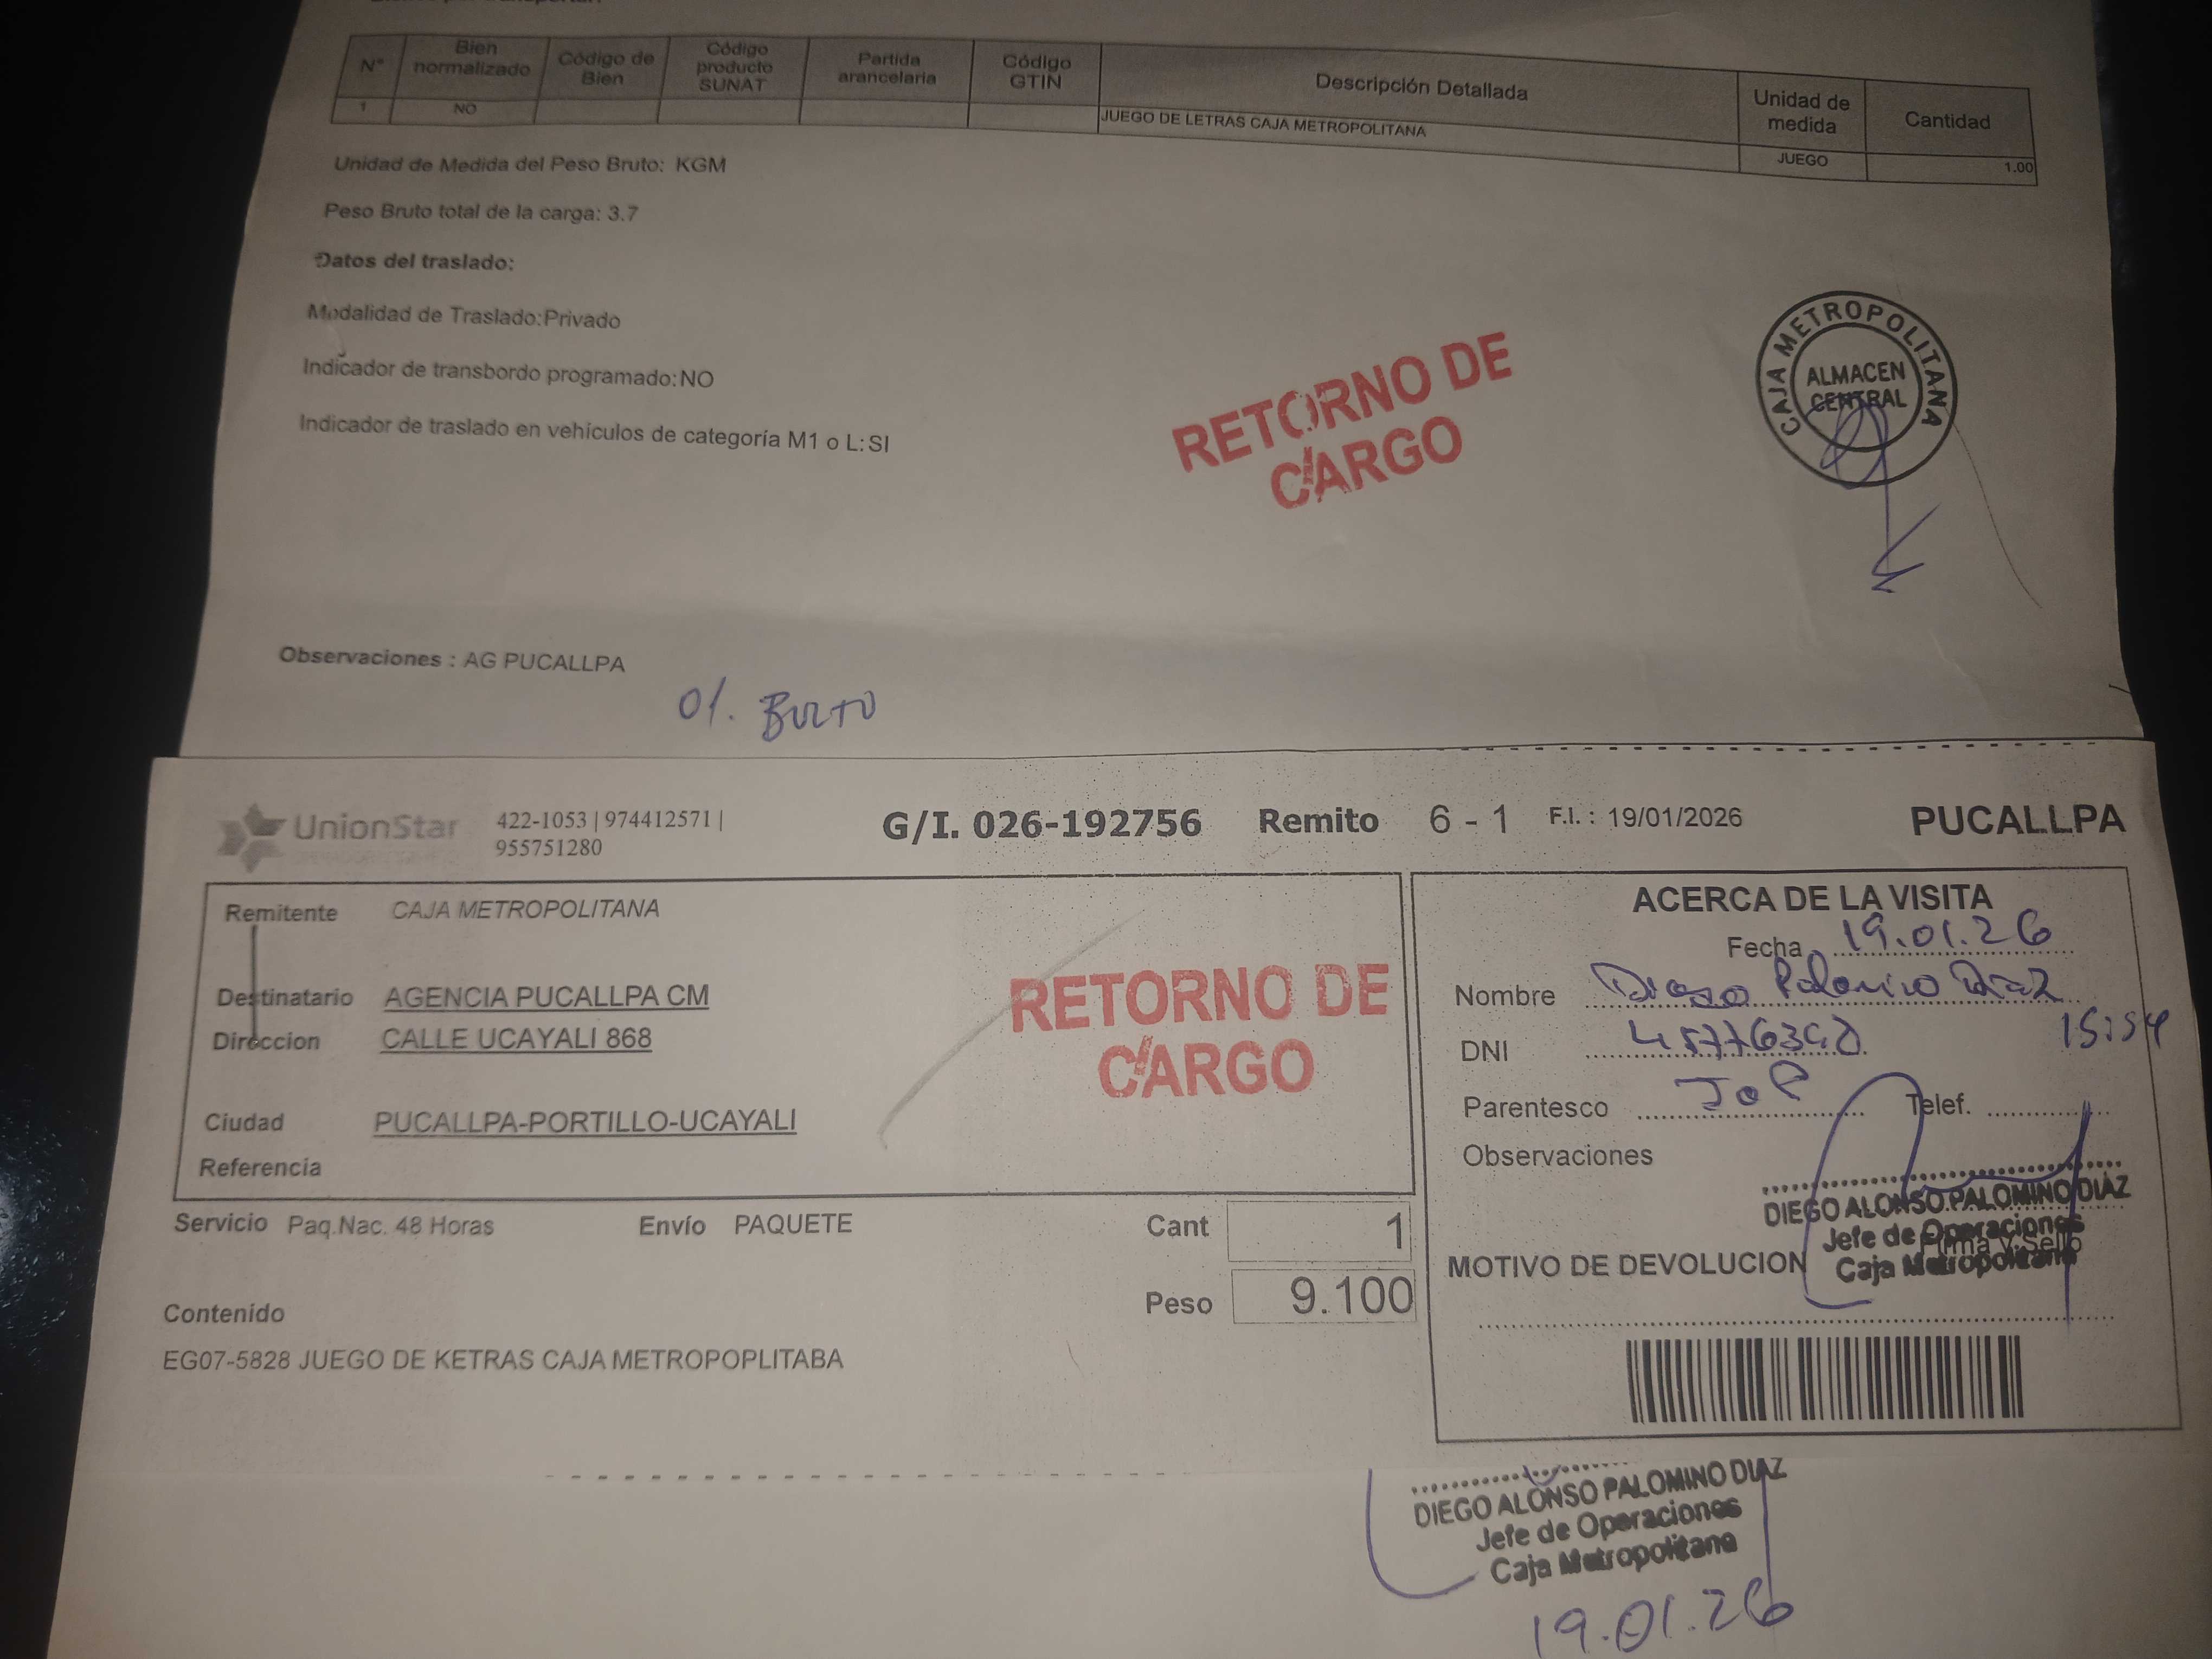 N° Bien normalizado Código de Bien Código producto SUNAT Partida arancelaria Código GTIN Descripción Detallada Unidad de medida Cantidad
1 NO JUEGO DE LETRAS CAJA METROPOLITANA JUEGO 1.00
Unidad de Medida del Peso Bruto: KGM
Peso Bruto total de la carga: 3.7
Datos del traslado:
Modalidad de Traslado:Privado
Indicador de transbordo programado:NO
Indicador de traslado en vehículos de categoría M1 o L:SI
RETORNO DE
CARGO
CAJA METROPOLITANA
ALMACEN
CENTRAL
Observaciones : AG PUCALLPA
01. BULTO
UnionStar
422-1053 | 974412571 |
955751280
G/I. 026-192756 Remito 6 - 1 F.I. : 19/01/2026 PUCALLPA
Remitente CAJA METROPOLITANA
Destinatario AGENCIA PUCALLPA CM
Direccion CALLE UCAYALI 868
Ciudad PUCALLPA-PORTILLO-UCAYALI
Referencia
RETORNO DE
CARGO
Servicio Paq.Nac. 48 Horas Envío PAQUETE Cant 1
Peso 9.100
Contenido
EG07-5828 JUEGO DE KETRAS CAJA METROPOPLITABA
ACERCA DE LA VISITA
Fecha 19.01.26
Nombre Diego Palomino Diaz
DNI 15:54
Parentesco JoP Telef.
Observaciones
DIEGO ALONSO PALOMINO DIAZ
Jefe de Operaciones
Firma y Sello
Caja Metropolitana
MOTIVO DE DEVOLUCION
DIEGO ALONSO PALOMINO DIAZ
Jefe de Operaciones
Caja Metropolitana
19.01.26